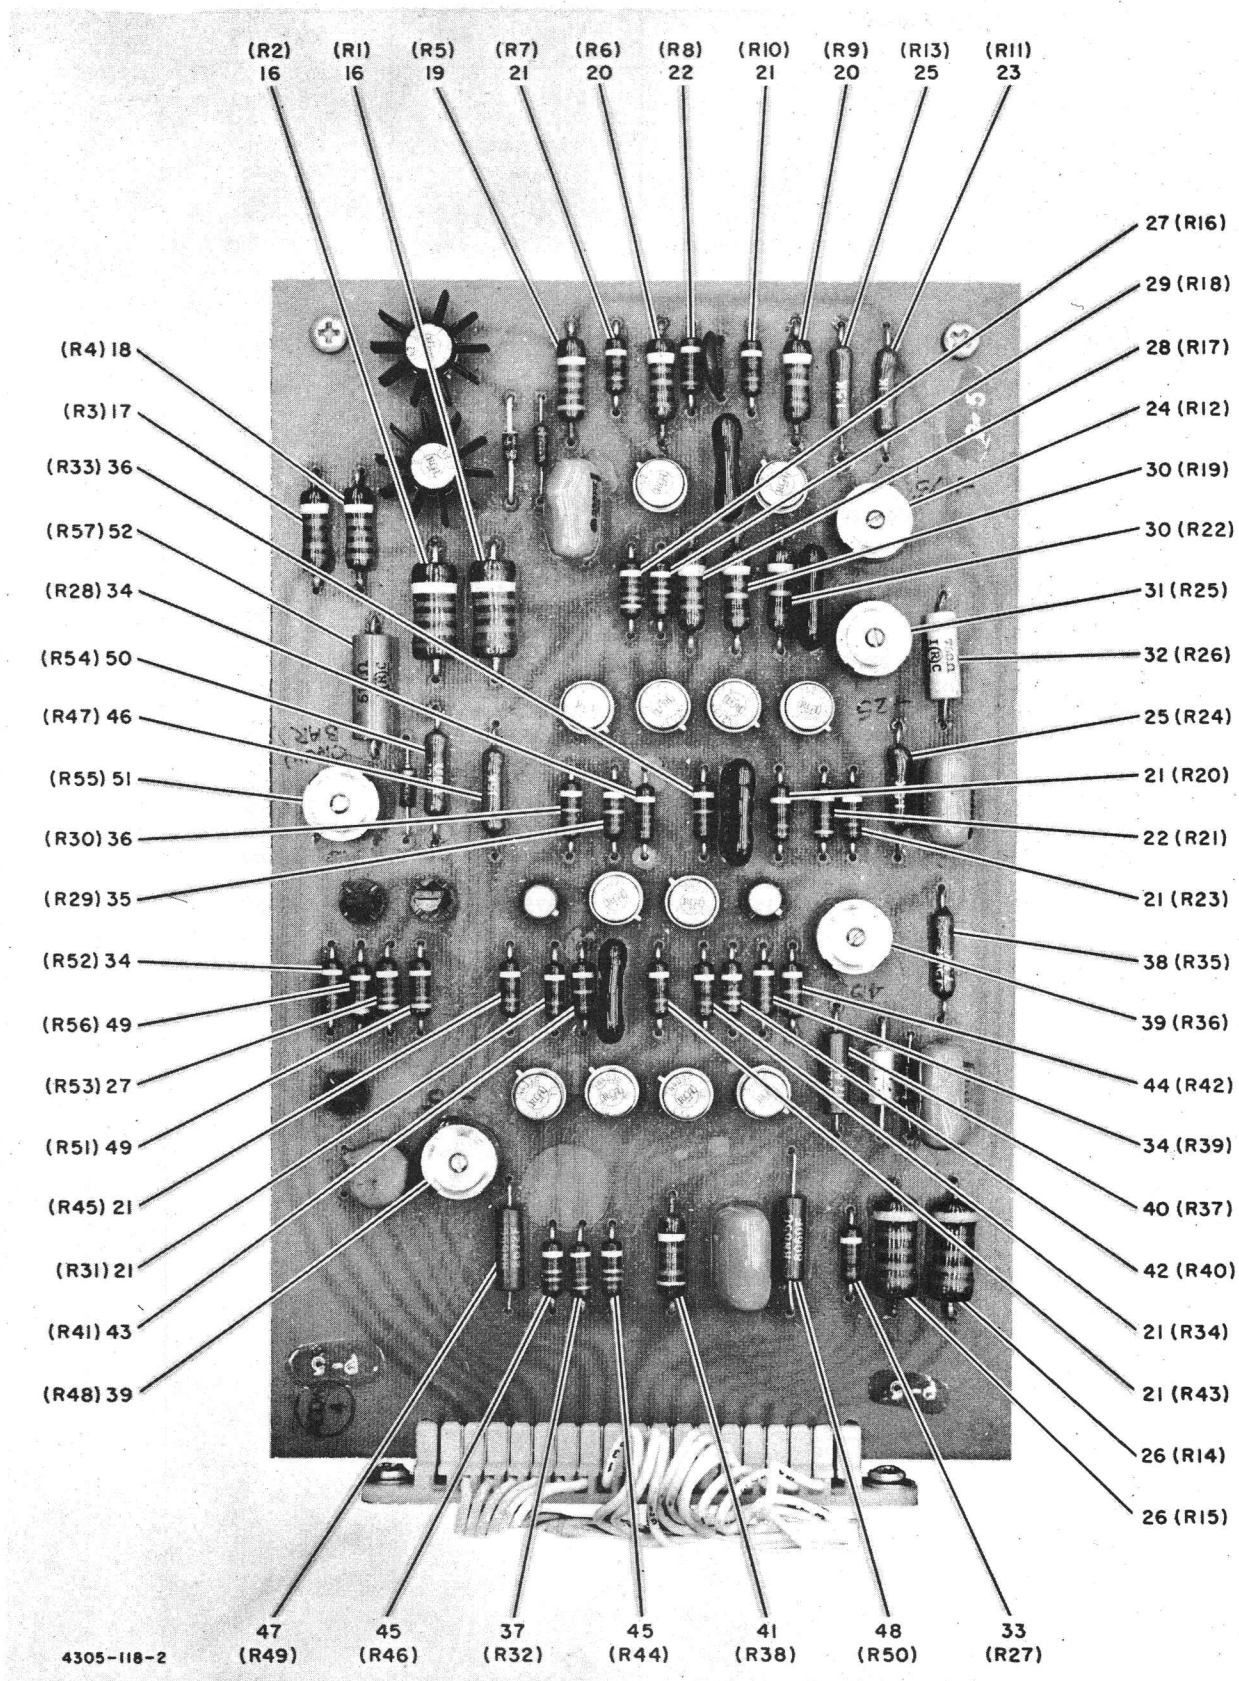 (R2) (R1) (R5) (R7) (R6) (R8) (R10) (R9) (R13) (R11)
16 16 19 21 20 22 21 20 25 23
27 (R16)
29 (R18)
(R4) 18
28 (R17)
(R3) 17
24 (R12)
(R33) 36
30 (R19)
(R57) 52
30 (R22)
(R28) 34
31 (R25)
(R54) 50
32 (R26)
(R47) 46
25 (R24)
(R55) 51
21 (R20)
(R30) 36
22 (R21)
(R29) 35
21 (R23)
(R52) 34
38 (R35)
(R56) 49
39 (R36)
(R53) 27
44 (R42)
(R51) 49
34 (R39)
(R45) 21
40 (R37)
(R31) 21
42 (R40)
(R41) 43
21 (R34)
(R48) 39
21 (R43)
26 (R14)
26 (R15)
47 45 37 45 41 48 33
4305-118-2 (R49) (R46) (R32) (R44) (R38) (R50) (R27)